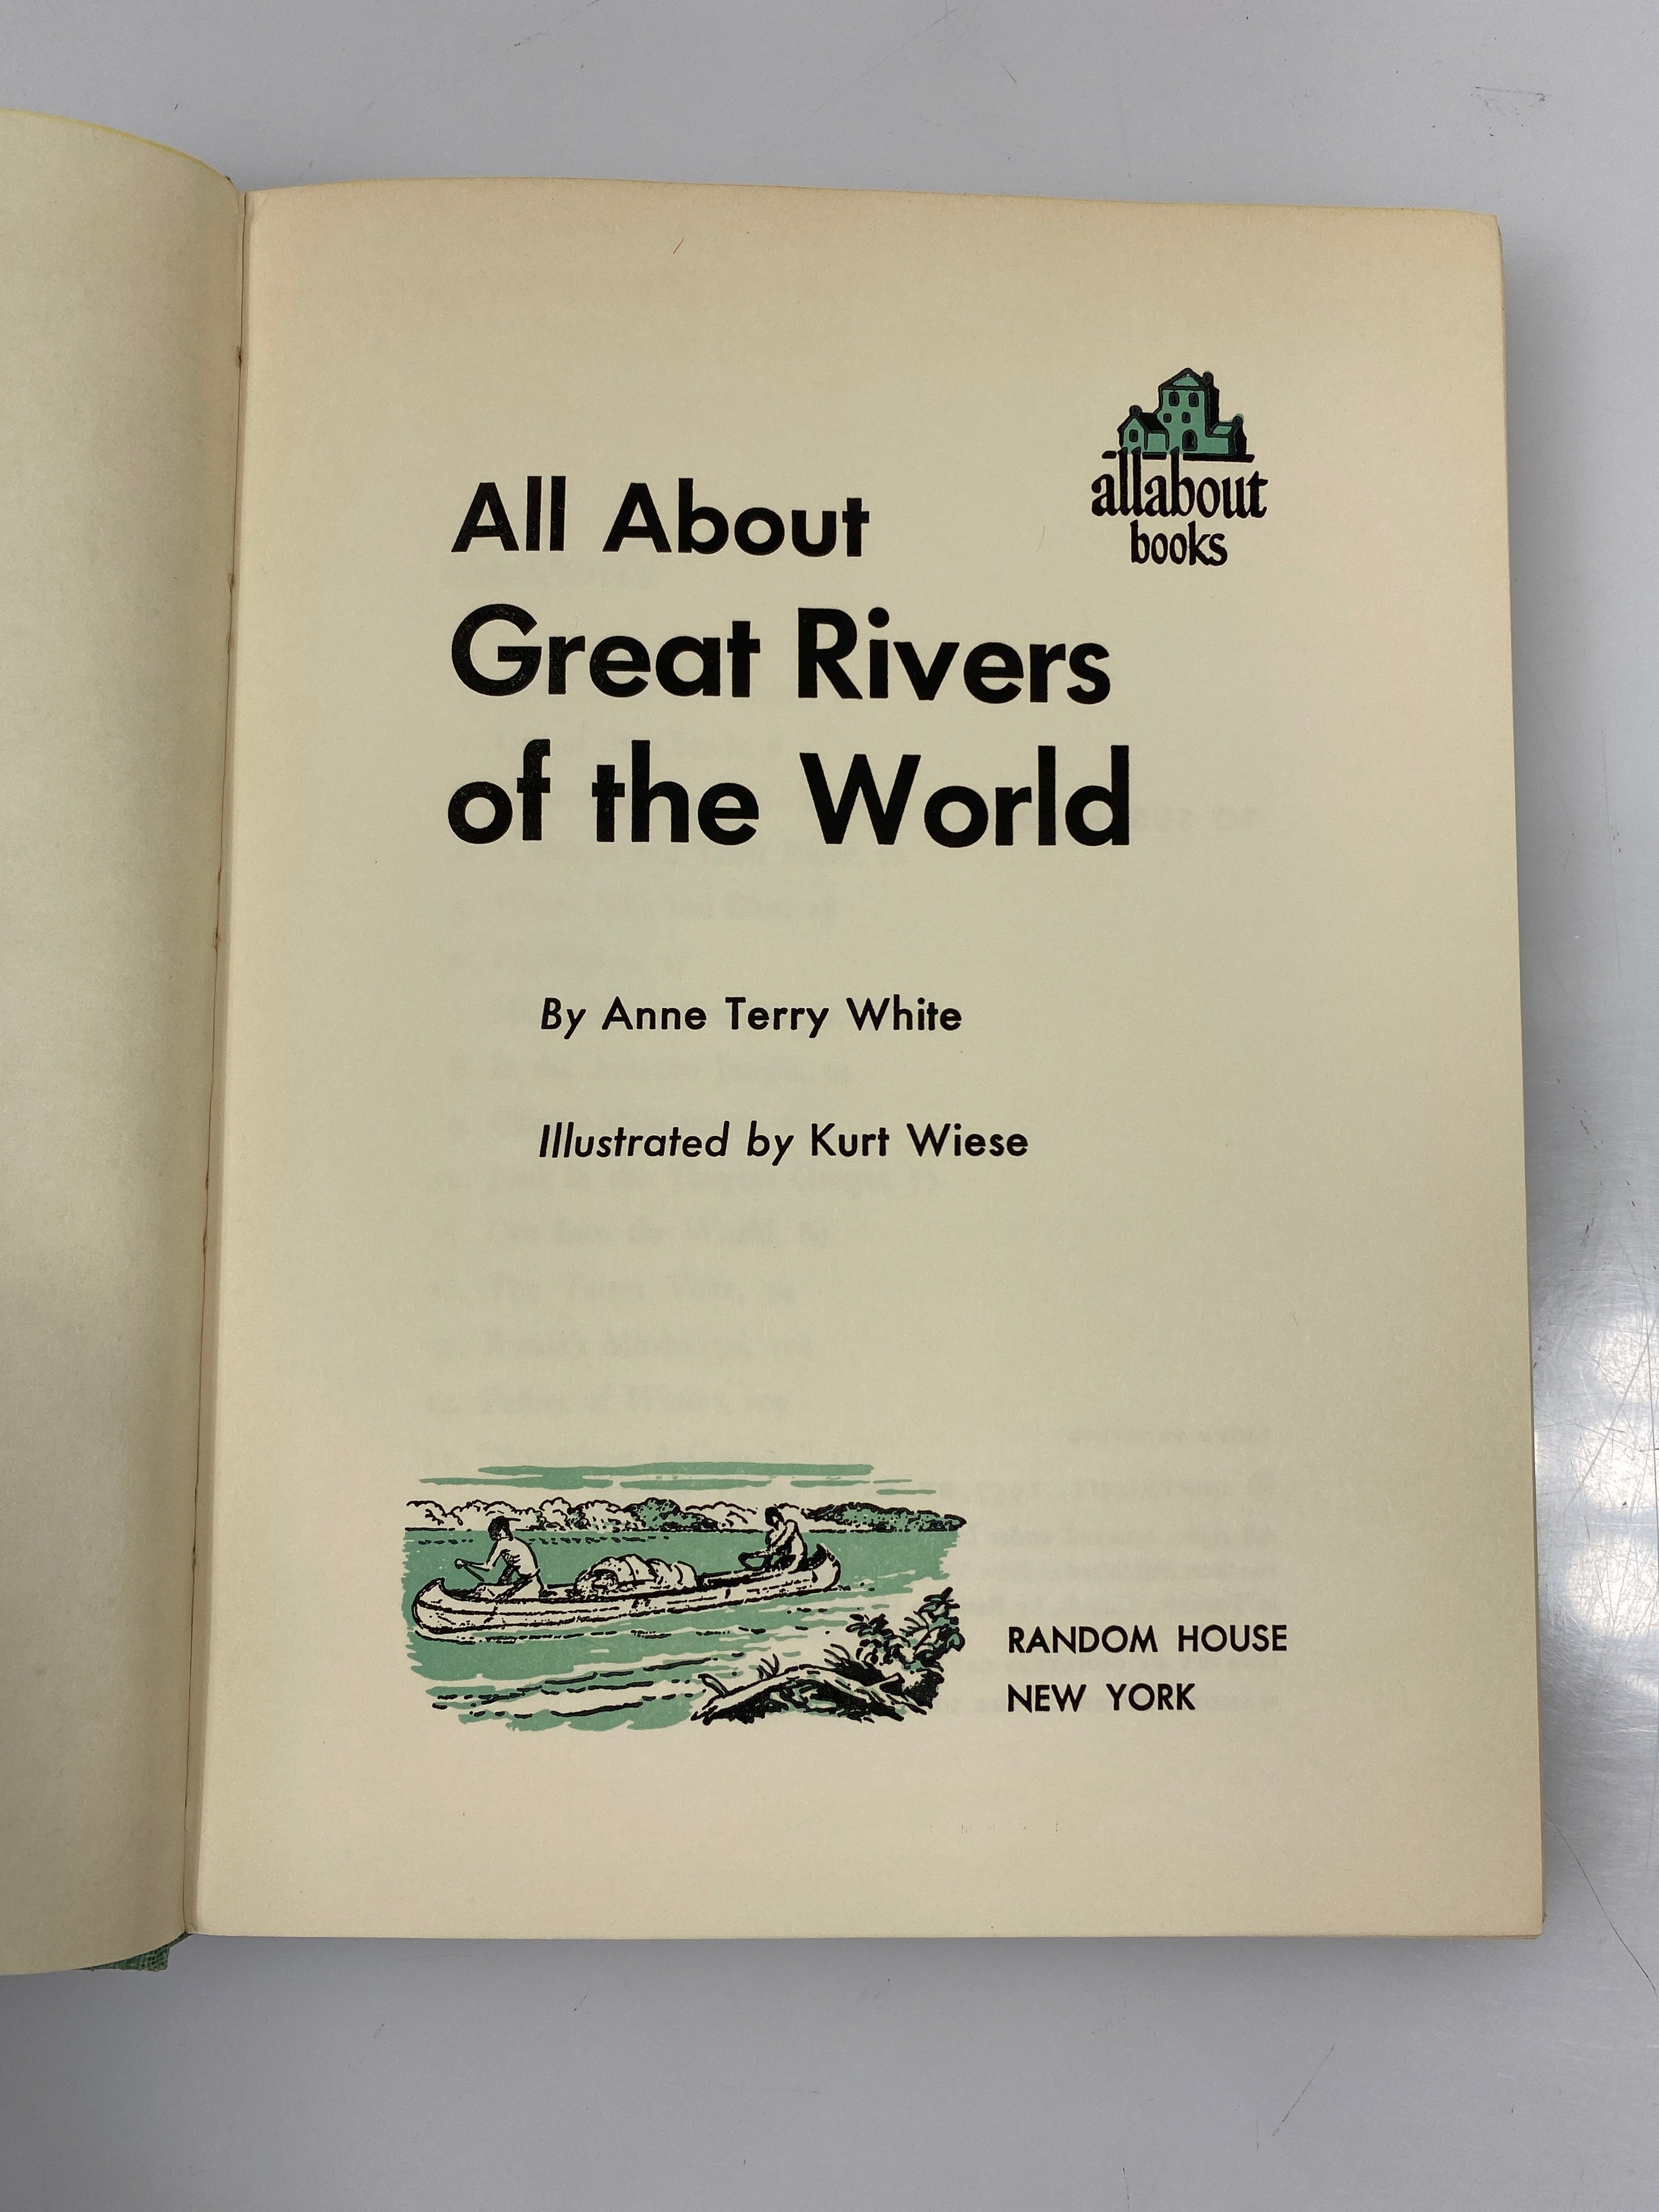 allabout
books
All About
Great Rivers
of the World
By Anne Terry White
Illustrated by Kurt Wiese
RANDOM HOUSE
NEW YORK